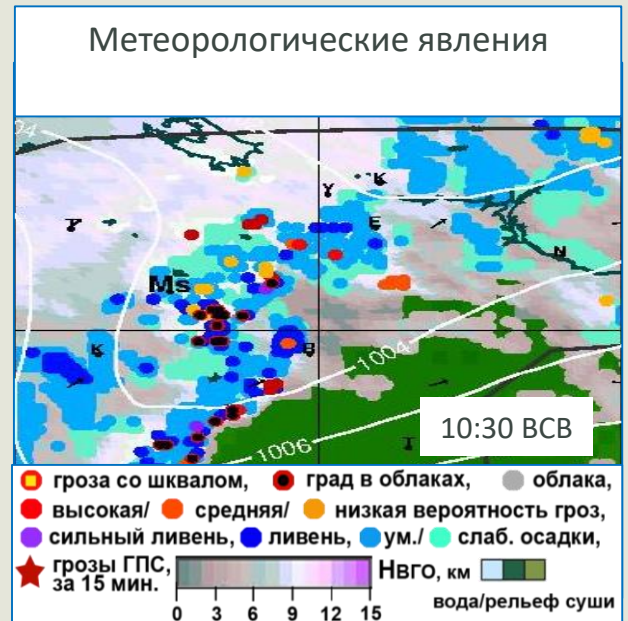 Метеорологические явления
04
У
К
Т
Е
N
Ms
К
В
1004
10:30 ВСВ
1006
Т
гроза со шквалом, град в облаках, облака,
высокая/ средняя/ низкая вероятность гроз,
сильный ливень, ливень, ум./ слаб. осадки,
грозы ГПС, за 15 мин.
Нвго, км
0 3 6 9 12 15
вода/рельеф суши